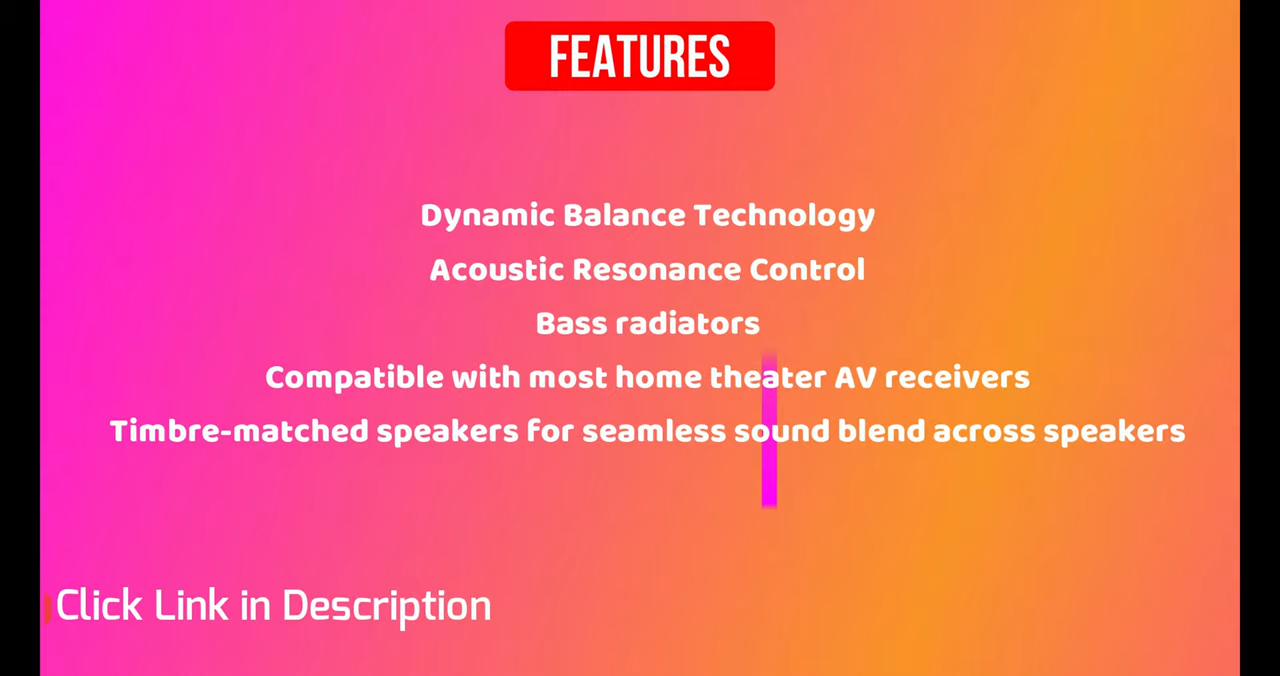 FEATURES
Dynamic Balance Technology
Acoustic Resonance Control
Bass radiators
Compatible with most home theater AV receivers
Timbre-matched speakers for seamless sound blend across speakers
Click Link in Description